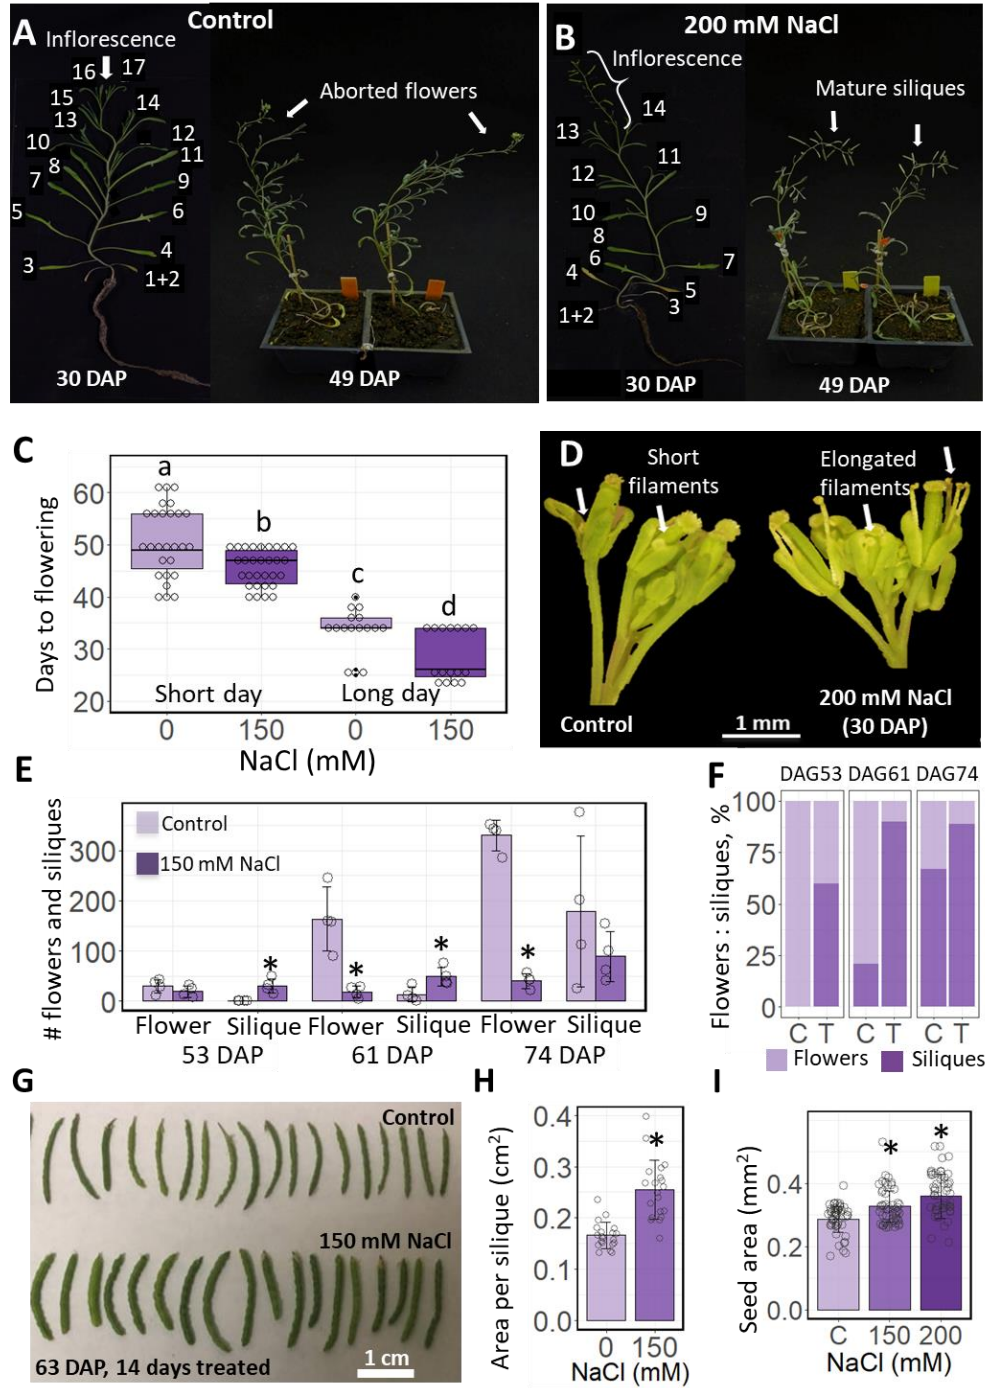 A
Control
Inflorescence
16
17
15
14
13
12
10
11
8
7
9
5
6
4
3
1+2
Aborted flowers
30 DAP
49 DAP
B
200 mM NaCl
Inflorescence
14
13
11
12
10
9
8
6
7
4
5
3
1+2
Mature siliques
30 DAP
49 DAP
C
Days to flowering
60
50
40
30
20
a
b
c
d
Short day
Long day
0
150
0
150
NaCl (mM)
D
Short
filaments
Elongated
filaments
Control
1 mm
200 mM NaCl
(30 DAP)
E
# flowers and siliques
300
200
100
0
Control
150 mM NaCl
*
*
*
*
Flower
Silique
Flower
Silique
Flower
Silique
53 DAP
61 DAP
74 DAP
F
DAG53
DAG61
DAG74
Flowers : siliques, %
100
75
50
25
0
C
T
C
T
C
T
Flowers
Siliques
G
Control
150 mM NaCl
63 DAP, 14 days treated
1 cm
H
Area per silique (cm²)
0.4
0.3
0.2
0.1
0.0
*
0
150
NaCl
(mM)
I
Seed area (mm²)
0.4
0.2
0.0
*
*
C
150
200
NaCl (mM)